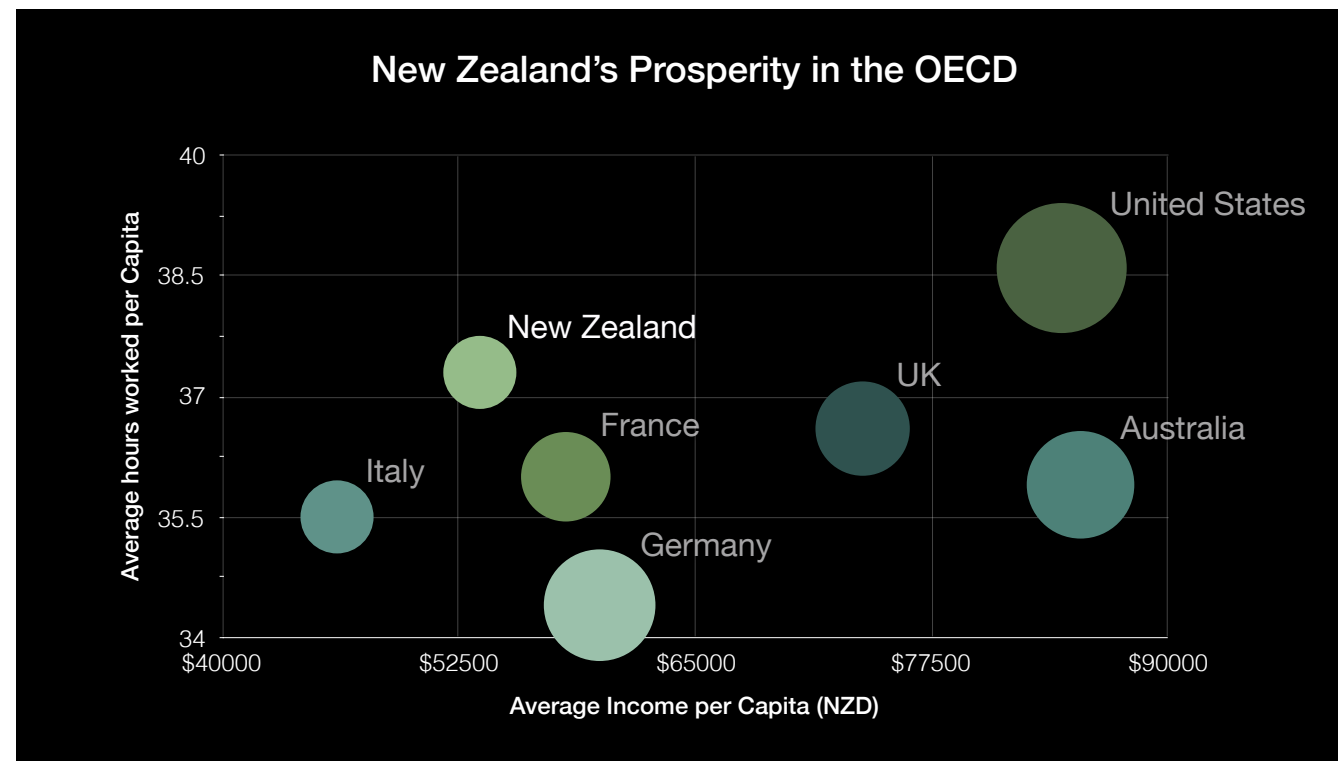 New Zealand’s Prosperity in the OECD
40
United States
38.5
New Zealand
UK
37
France
Australia
Italy
35.5
Germany
34
$40000 $52500 $65000 $77500 $90000
Average hours worked per Capita
Average Income per Capita (NZD)